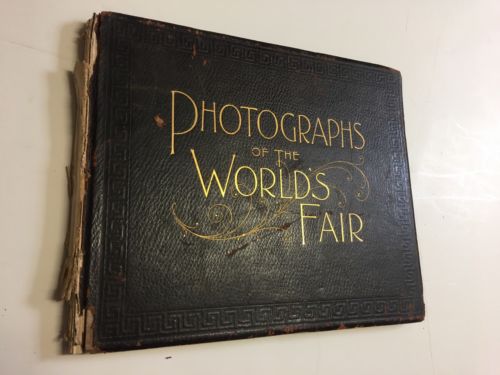 PHOTOGRAPHS
OF THE
WORLD'S
FAIR